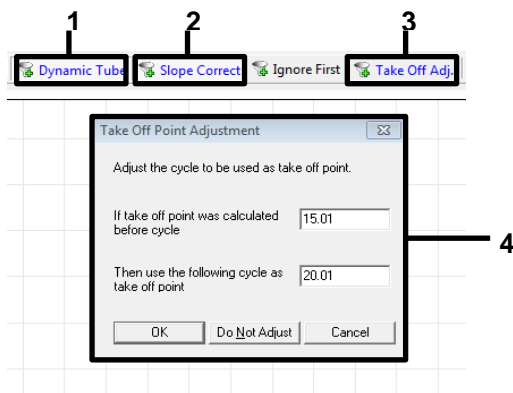 1 2 3
Dynamic Tube Slope Correct Ignore First Take Off Adj.
Take Off Point Adjustment
Adjust the cycle to be used as take off point.
If take off point was calculated
before cycle
15.01
Then use the following cycle as
take off point
20.01
OK Do Not Adjust Cancel
4